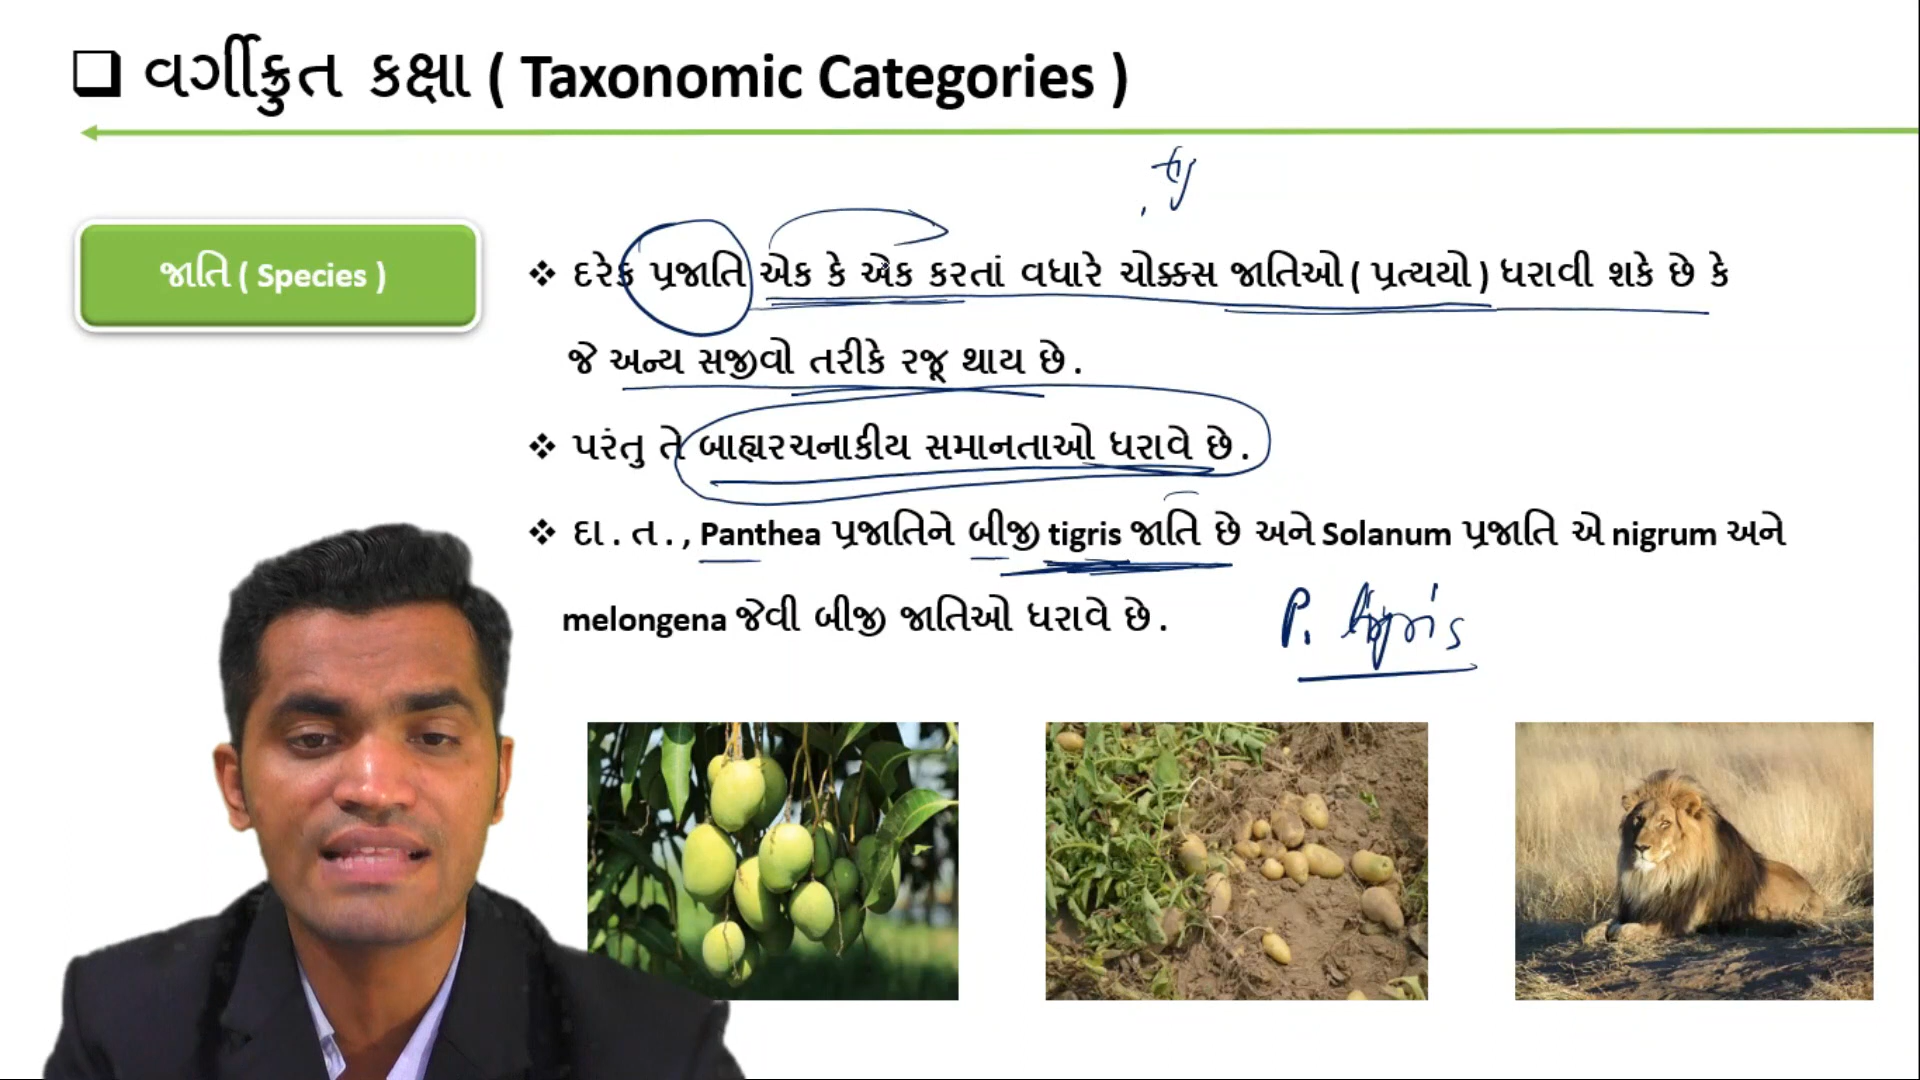 વર્ગીકૃત કક્ષા ( Taxonomic Categories )
tig
જાતિ ( Species )
❖ દરેક પ્રજાતિ એક કે એક કરતાં વધારે ચોક્કસ જાતિઓ ( પ્રત્યયો ) ધરાવી શકે છે કે
જે અન્ય સજીવો તરીકે રજૂ થાય છે .
❖ પરંતુ તે બાહ્યરચનાકીય સમાનતાઓ ધરાવે છે .
❖ દા . ત . , Panthea પ્રજાતિને બીજી tigris જાતિ છે અને Solanum પ્રજાતિ એ nigrum અને
melongena જેવી બીજી જાતિઓ ધરાવે છે .
P. tigris